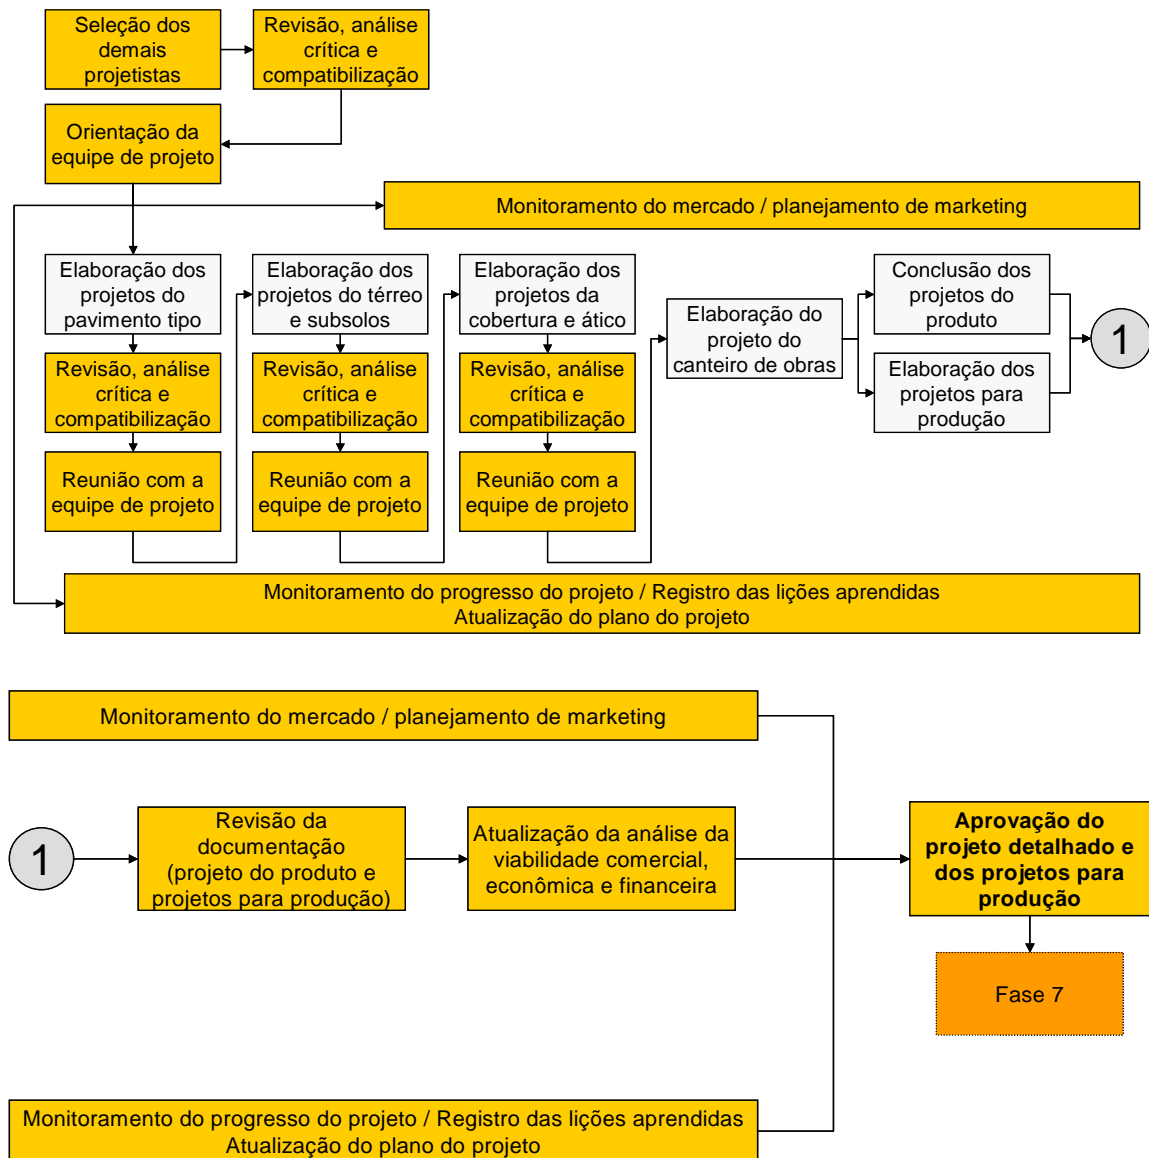 Seleção dos
demais
projetistas
Revisão, análise
crítica e
compatibilização
Orientação da
equipe de projeto
Monitoramento do mercado / planejamento de marketing
Elaboração dos
projetos do
pavimento tipo
Elaboração dos
projetos do térreo
e subsolos
Elaboração dos
projetos da
cobertura e ático
Elaboração do
projeto do
canteiro de obras
Conclusão dos
projetos do
produto
1
Revisão, análise
crítica e
compatibilização
Revisão, análise
crítica e
compatibilização
Revisão, análise
crítica e
compatibilização
Elaboração dos
projetos para
produção
Reunião com a
equipe de projeto
Reunião com a
equipe de projeto
Reunião com a
equipe de projeto
Monitoramento do progresso do projeto / Registro das lições aprendidas
Atualização do plano do projeto
Monitoramento do mercado / planejamento de marketing
1
Revisão da
documentação
(projeto do produto e
projetos para produção)
Atualização da análise da
viabilidade comercial,
econômica e financeira
Aprovação do
projeto detalhado e
dos projetos para
produção
Fase 7
Monitoramento do progresso do projeto / Registro das lições aprendidas
Atualização do plano do projeto